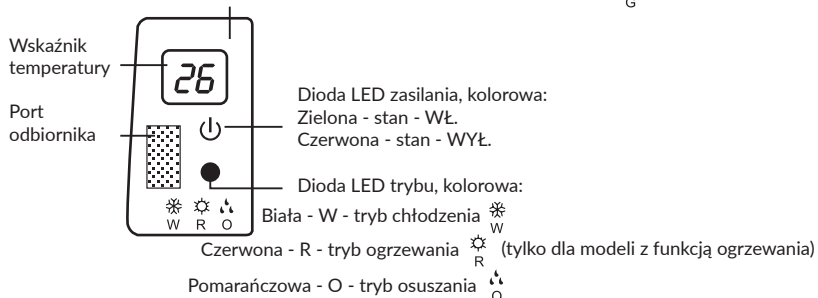 G
Wskaźnik
temperatury
26
Port
odbiornika
Dioda LED zasilania, kolorowa:
Zielona - stan - WŁ.
Czerwona - stan - WYŁ.
Dioda LED trybu, kolorowa:
W R O
Biała - W - tryb chłodzenia
W
Czerwona - R - tryb ogrzewania (tylko dla modeli z funkcją ogrzewania)
R
Pomarańczowa - O - tryb osuszania
O